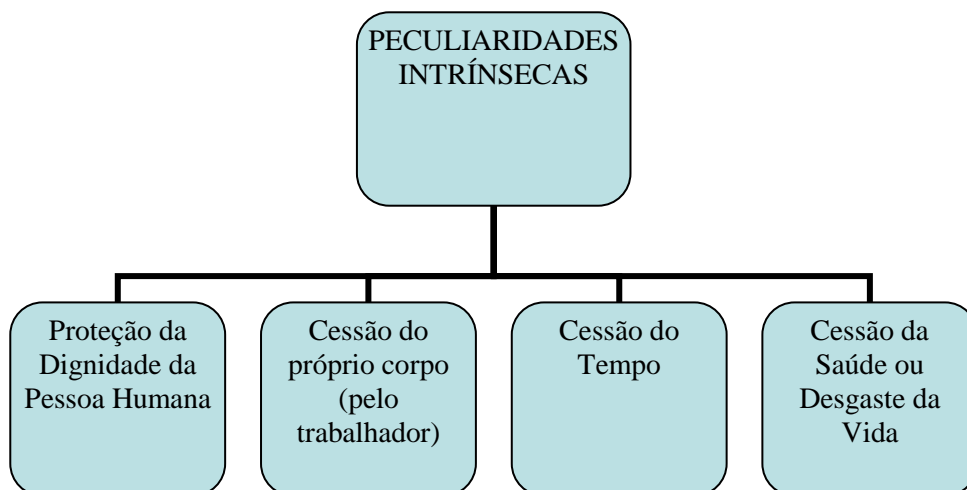 PECULIARIDADES
INTRÍNSECAS
Proteção da
Dignidade da
Pessoa Humana
Cessão do
próprio corpo
(pelo
trabalhador)
Cessão do
Tempo
Cessão da
Saúde ou
Desgaste da
Vida